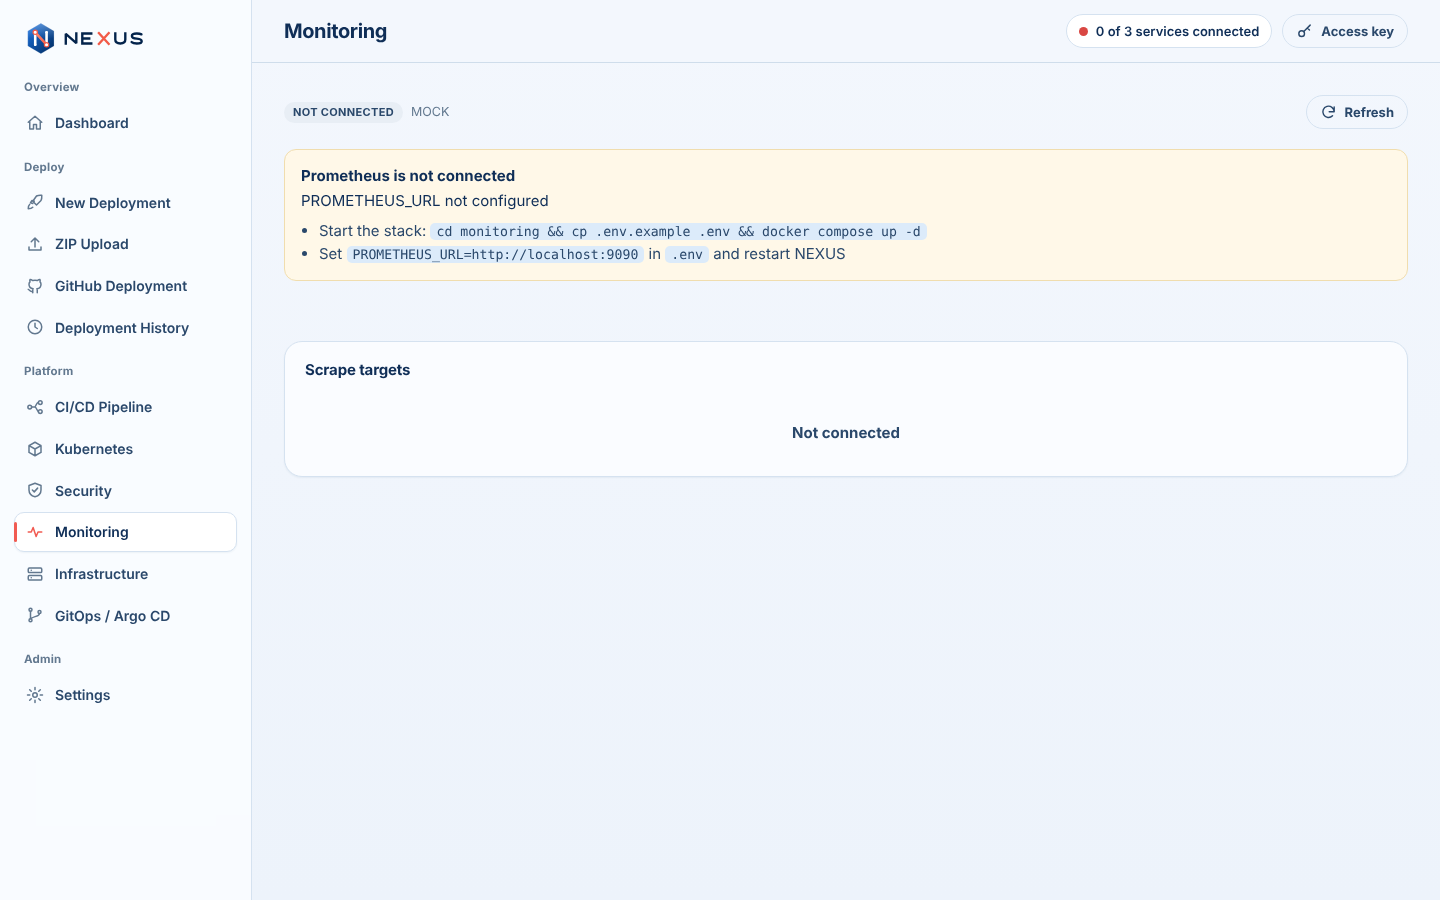 NEXUS
Overview
Dashboard
Deploy
New Deployment
ZIP Upload
GitHub Deployment
Deployment History
Platform
CI/CD Pipeline
Kubernetes
Security
Monitoring
Infrastructure
GitOps / Argo CD
Admin
Settings
Monitoring
0 of 3 services connected
Access key
NOT CONNECTED MOCK
Refresh
Prometheus is not connected
PROMETHEUS_URL not configured
• Start the stack: cd monitoring && cp .env.example .env && docker compose up -d
• Set PROMETHEUS_URL=http://localhost:9090 in .env and restart NEXUS
Scrape targets
Not connected